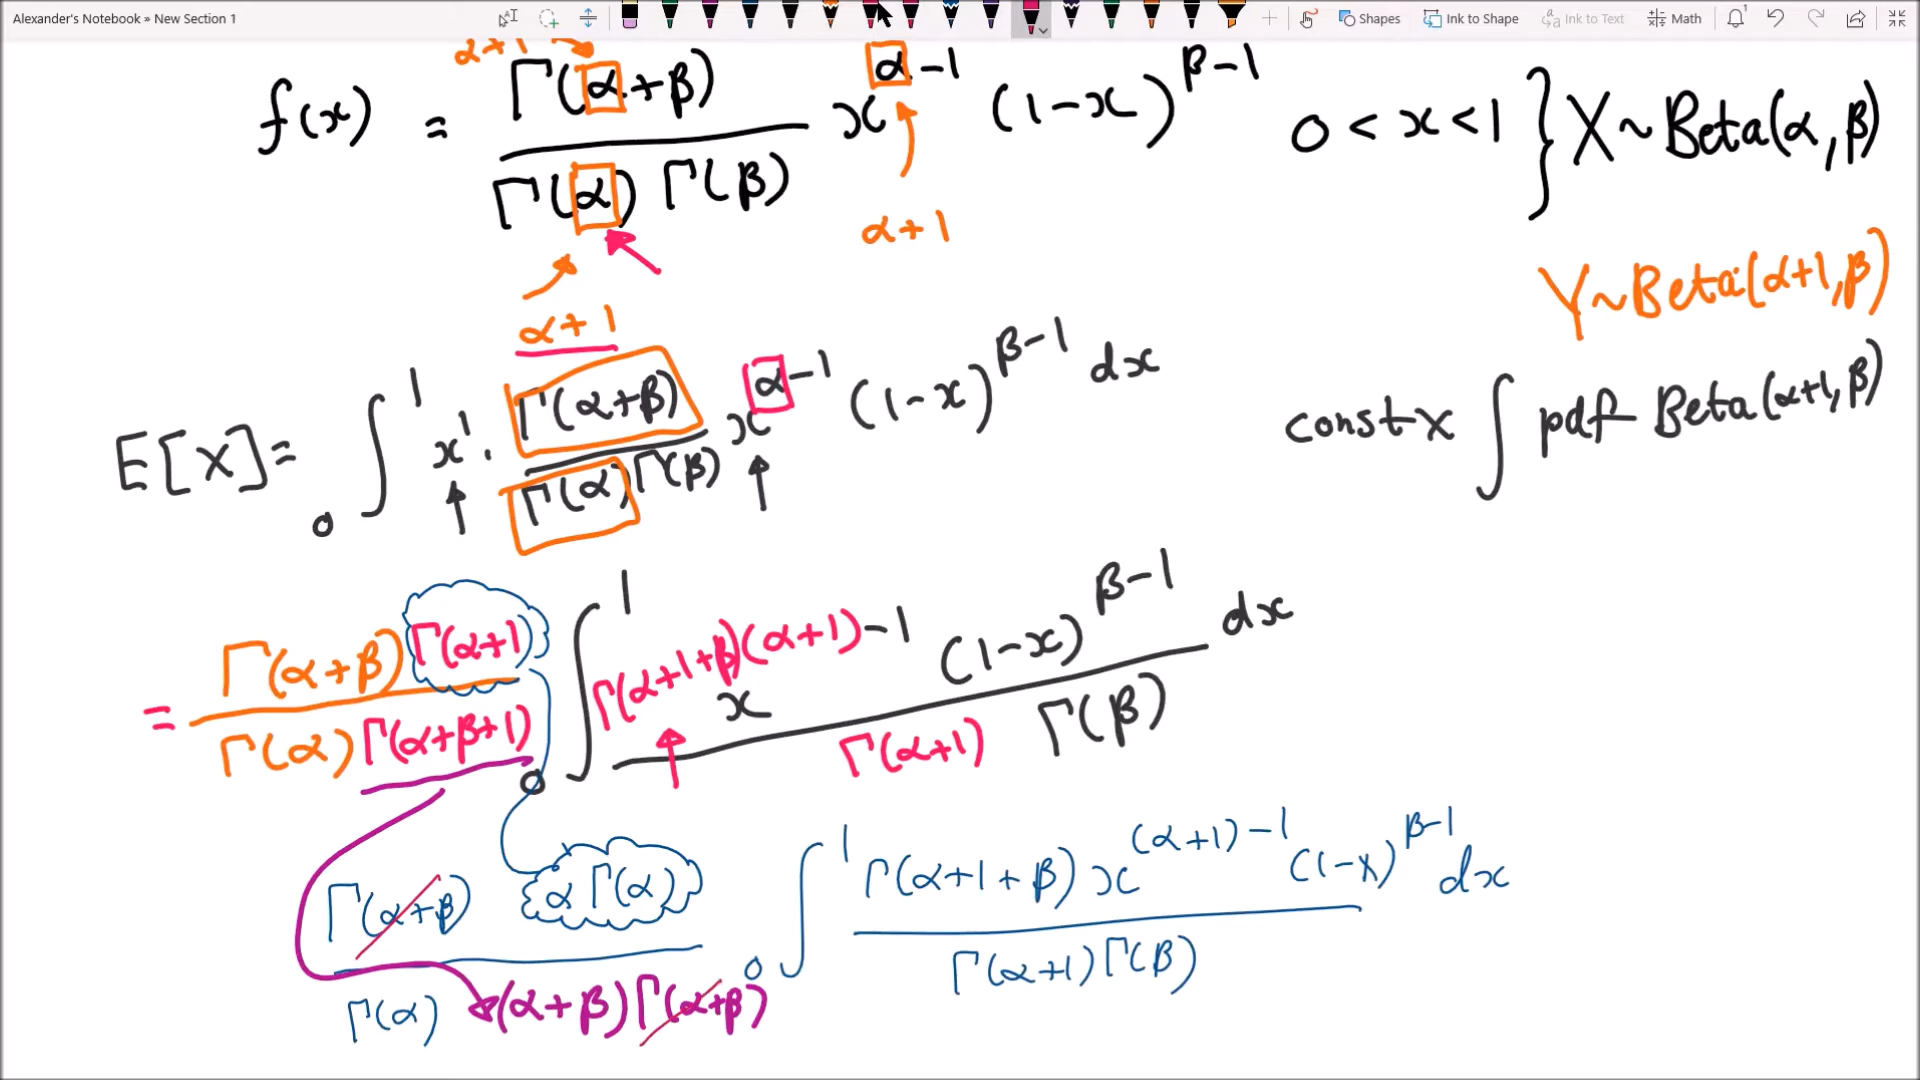 Alexander's Notebook » New Section 1
Shapes Ink to Shape Ink to Text Math
α+1
f(x) = Γ(α+β) / Γ(α) Γ(β) x^(α-1) (1-x)^(β-1) 0 < x < 1 } X ~ Beta(α, β)
α+1
Y ~ Beta(α+1, β)
α+1
E[X] = ∫₀¹ x¹ · Γ(α+β) / Γ(α) Γ(β) x^(α-1) (1-x)^(β-1) dx
const x ∫ pdf Beta(α+1, β)
= Γ(α+β) Γ(α+1) / Γ(α) Γ(α+β+1) ∫₀¹ Γ(α+1+β) x^((α+1)-1) (1-x)^(β-1) / Γ(α+1) Γ(β) dx
Γ(α+β) α Γ(α) / Γ(α) (α+β) Γ(α+β) ∫₀¹ Γ(α+1+β) x^((α+1)-1) (1-x)^(β-1) / Γ(α+1) Γ(β) dx